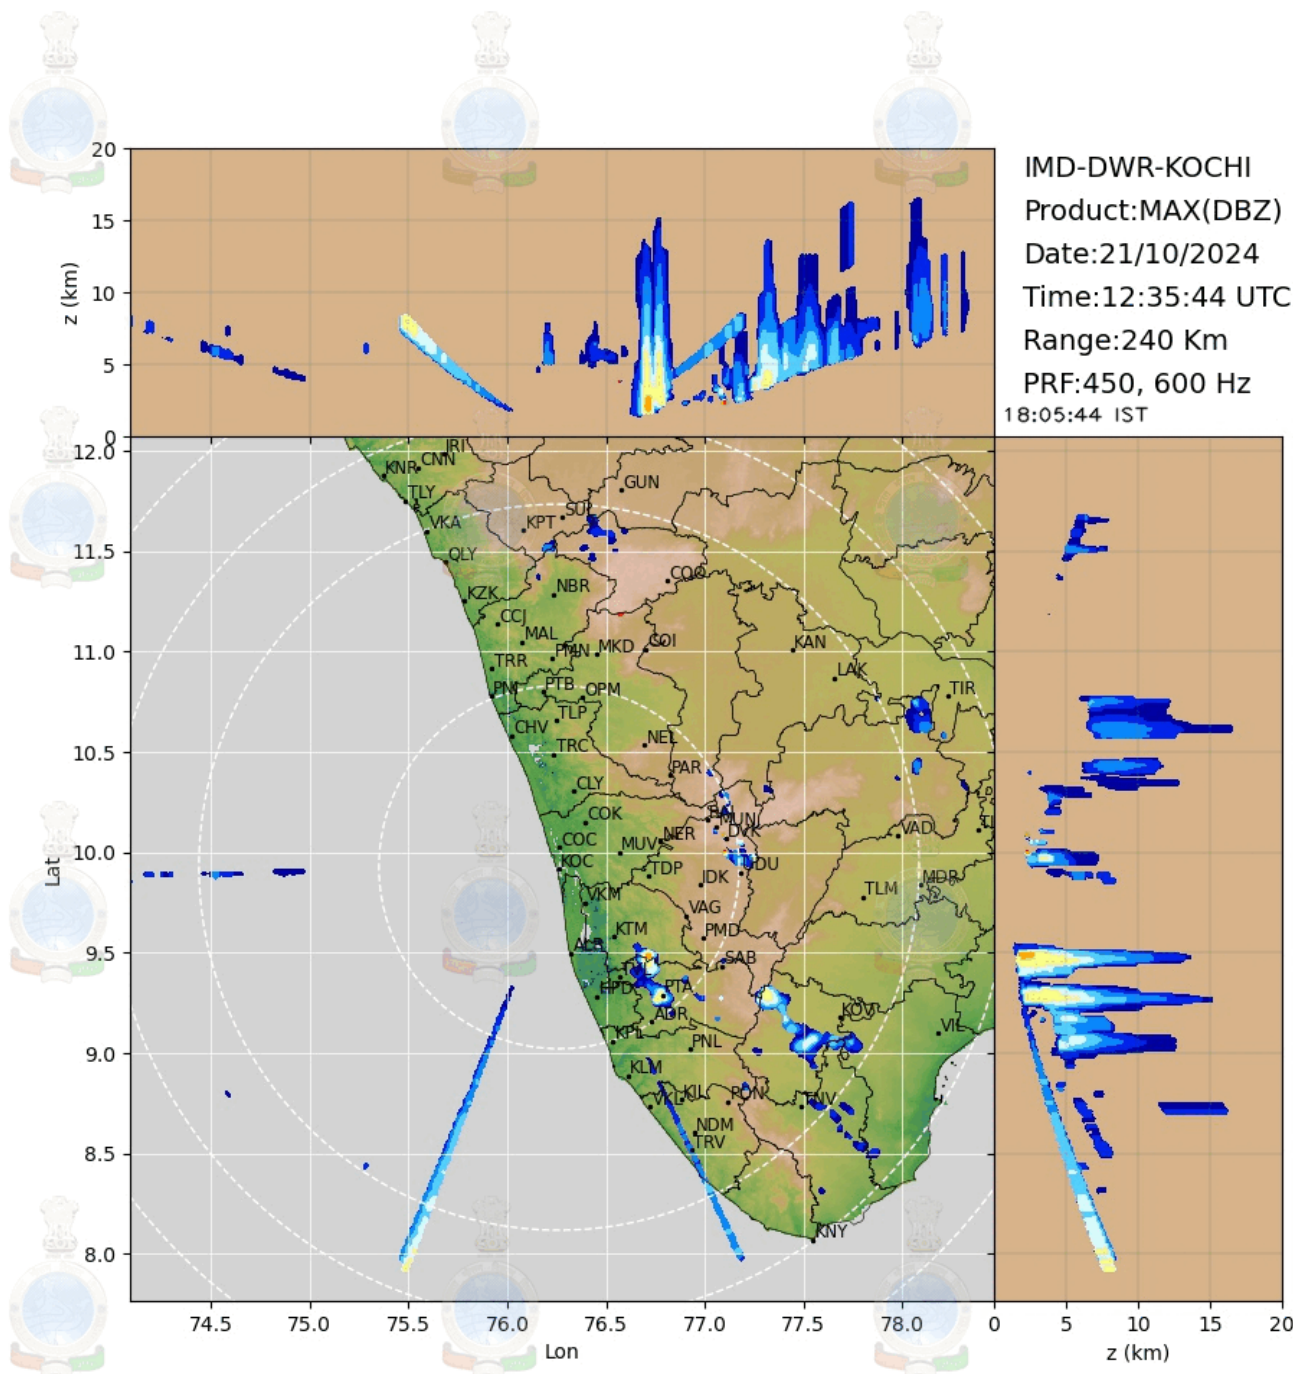 20
15
10
5
0
z (km)
IMD-DWR-KOCHI
Product:MAX(DBZ)
Date:21/10/2024
Time:12:35:44 UTC
Range:240 Km
PRF:450, 600 Hz
18:05:44 IST
12.0
11.5
11.0
10.5
10.0
9.5
9.0
8.5
8.0
Lat
IRI
CNN
KNR
TLY
GUN
SUL
KPT
VKA
QLY
COO
NBR
KZK
CCJ
MAL
COI
KAN
PMN
MKD
TRR
LAK
PNI
PTB
OPM
TIR
TLP
CHV
NEL
TRC
PAR
CLY
COK
MUNI
DVK
VAD
NER
COC
MUV
KOC
TDP
UDU
JDK
MDR
TLM
VKM
VAG
KTM
PMD
ALP
SAB
TVL
HPD
PTA
ADR
KOV
VIL
KPL
PNL
KLM
VKL
KIL
PON
TNV
NDM
TRV
KNY
74.5
75.0
75.5
76.0
76.5
77.0
77.5
78.0
Lon
0
5
10
15
20
z (km)